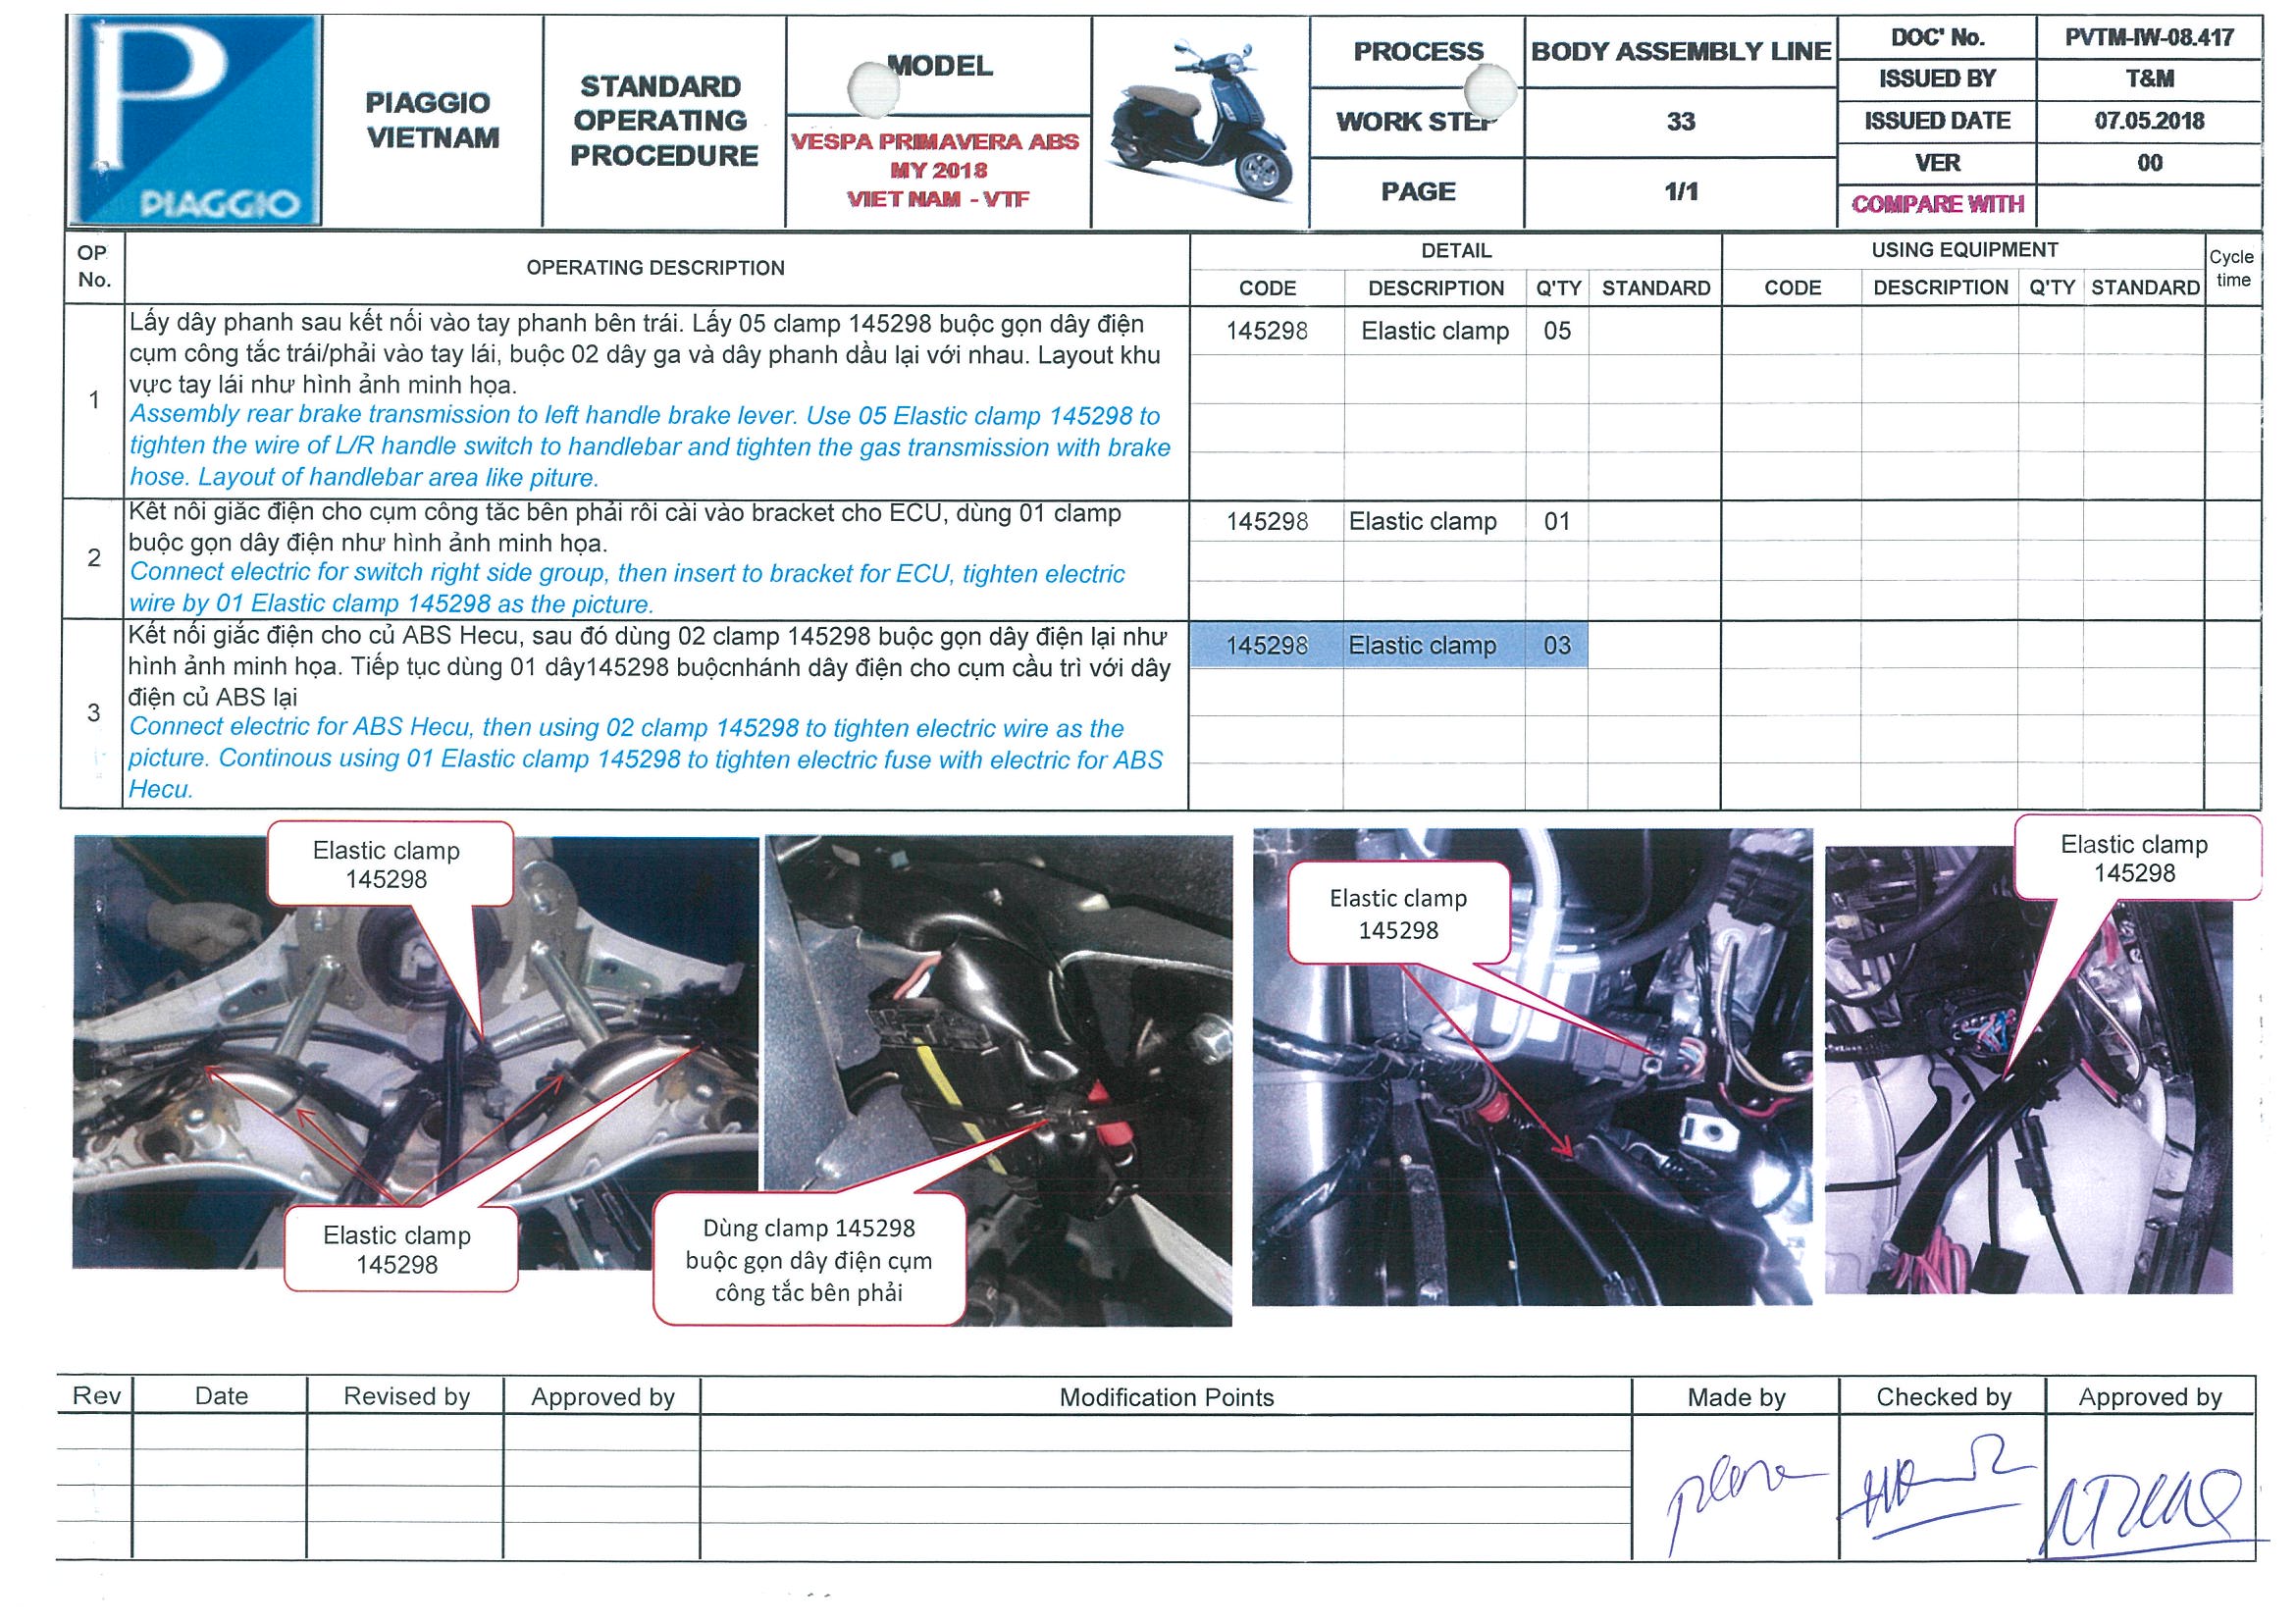 PIAGGIO
PIAGGIO
VIETNAM
STANDARD
OPERATING
PROCEDURE
MODEL
VESPA PRIMAVERA ABS
MY 2018
VIET NAM - VTF
PROCESS
BODY ASSEMBLY LINE
WORK STEP
33
PAGE
1/1
DOC' No.
PVTM-IW-08.417
ISSUED BY
T&M
ISSUED DATE
07.05.2018
VER
00
COMPARE WITH
OP No.
OPERATING DESCRIPTION
DETAIL
USING EQUIPMENT
Cycle time
CODE DESCRIPTION Q'TY STANDARD CODE DESCRIPTION Q'TY STANDARD
1
Lấy dây phanh sau kết nối vào tay phanh bên trái. Lấy 05 clamp 145298 buộc gọn dây điện
cụm công tắc trái/phải vào tay lái, buộc 02 dây ga và dây phanh dầu lại với nhau. Layout khu
vực tay lái như hình ảnh minh họa.
Assembly rear brake transmission to left handle brake lever. Use 05 Elastic clamp 145298 to
tighten the wire of L/R handle switch to handlebar and tighten the gas transmission with brake
hose. Layout of handlebar area like piture.
145298 Elastic clamp 05
2
Kêt nôi giăc điện cho cụm công tăc bên phải rôi cài vào bracket cho ECU, dùng 01 clamp
buộc gọn dây điện như hình ảnh minh họa.
Connect electric for switch right side group, then insert to bracket for ECU, tighten electric
wire by 01 Elastic clamp 145298 as the picture.
145298 Elastic clamp 01
3
Kết nối giắc điện cho củ ABS Hecu, sau đó dùng 02 clamp 145298 buộc gọn dây điện lại như
hình ảnh minh họa. Tiếp tục dùng 01 dây145298 buộcnhánh dây điện cho cụm cầu trì với dây
điện củ ABS lại
Connect electric for ABS Hecu, then using 02 clamp 145298 to tighten electric wire as the
picture. Continous using 01 Elastic clamp 145298 to tighten electric fuse with electric for ABS
Hecu.
145298 Elastic clamp 03
Elastic clamp
145298
Elastic clamp
145298
Dùng clamp 145298
buộc gọn dây điện cụm
công tắc bên phải
Elastic clamp
145298
Elastic clamp
145298
Rev Date Revised by Approved by Modification Points Made by Checked by Approved by